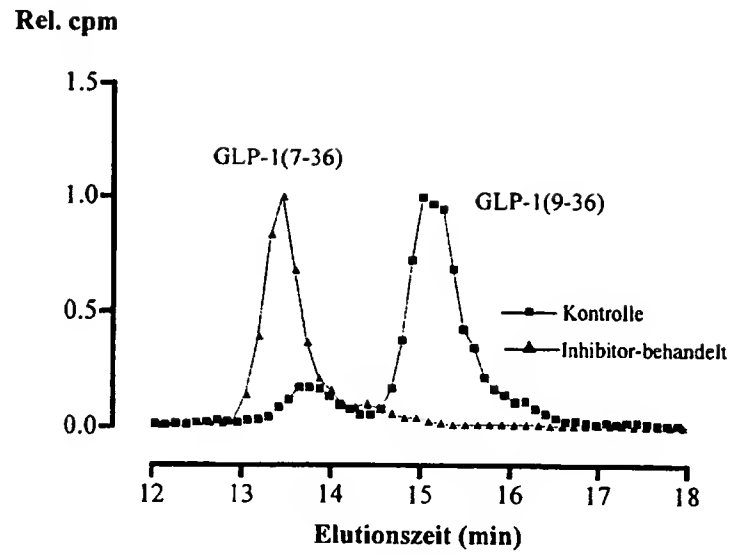 Rel. cpm
1.5
GLP-1(7-36)
1.0
GLP-1(9-36)
0.5
Kontrolle
Inhibitor-behandelt
0.0
12 13 14 15 16 17 18
Elutionszeit (min)